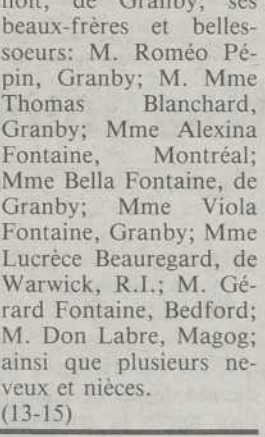 noît, de Granby; ses
beaux-frères et belles-
soeurs: M. Roméo Pé-
pin, Granby; M. Mme
Thomas Blanchard,
Granby; Mme Alexina
Fontaine, Montréal;
Mme Bella Fontaine, de
Granby; Mme Viola
Fontaine, Granby; Mme
Lucrèce Beauregard, de
Warwick, R.I.; M. Gé-
rard Fontaine, Bedford;
M. Don Labre, Magog;
ainsi que plusieurs ne-
veux et nièces.
(13-15)